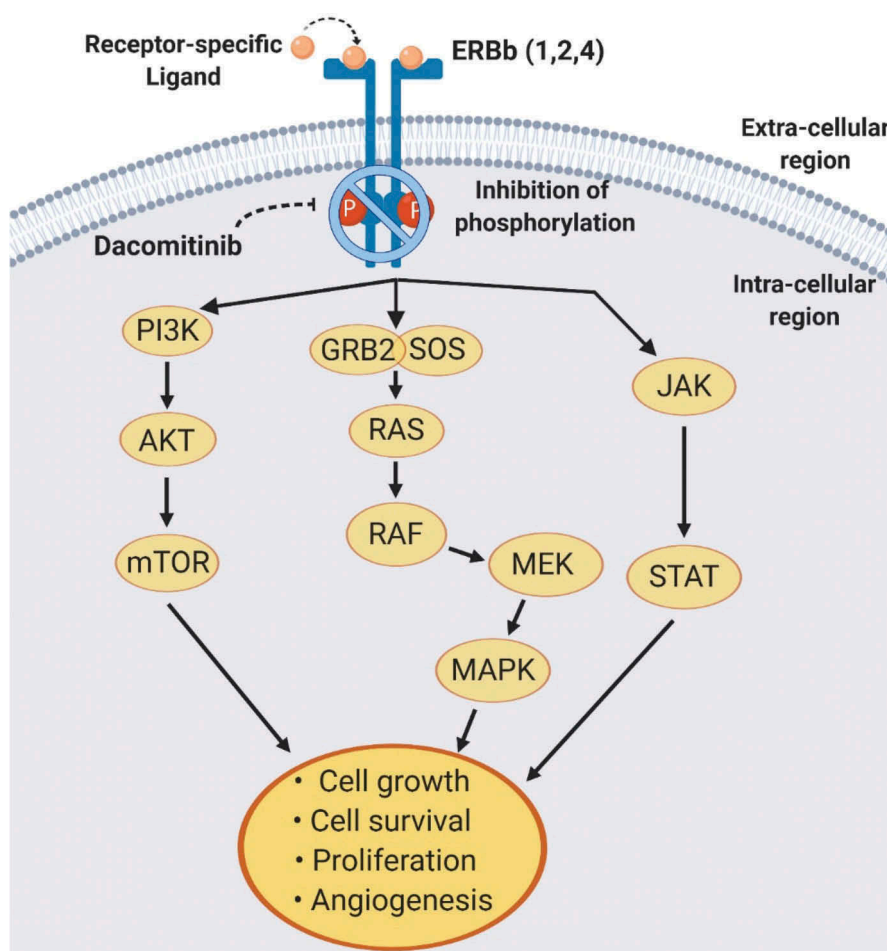 Receptor-specific
Ligand
ERBb (1,2,4)
Extra-cellular
region
P
P
Inhibition of
phosphorylation
Dacomitinib
Intra-cellular
region
PI3K
GRB2
SOS
JAK
AKT
RAS
RAF
mTOR
MEK
STAT
MAPK
• Cell growth
• Cell survival
• Proliferation
• Angiogenesis